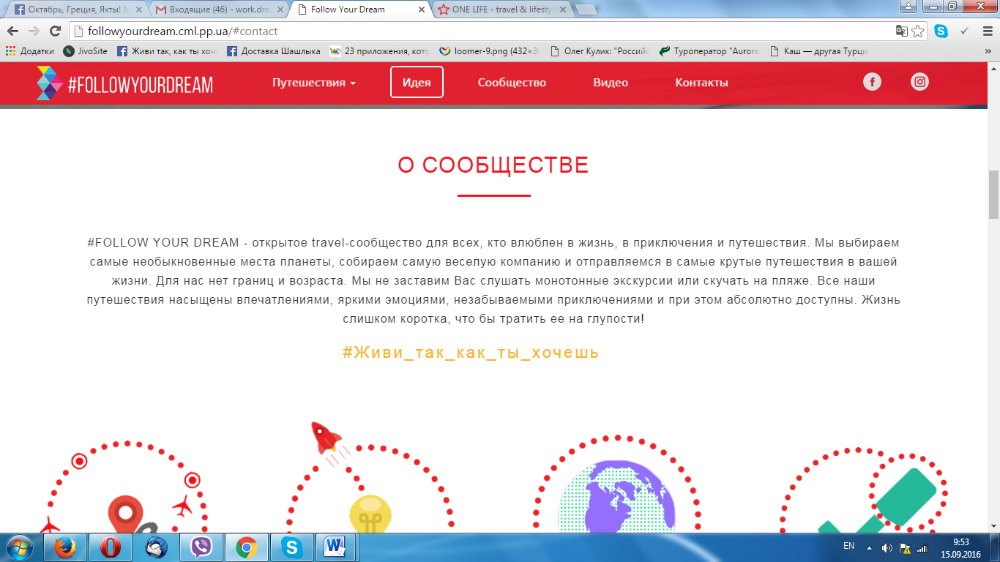 Октябрь, Греция, Яхты!
Входящие (46) - work.dre
Follow Your Dream
ONE LIFE - travel & lifesty
followyourdream.cml.pp.ua/#contact
Додатки
JivoSite
Живи так, как ты хоч
Доставка Шашлыка
23 приложения, кото
loomer-9.png (432×3
Олег Кулик: "Россий
Туроператор "Aurora
Каш — другая Турци
»
#FOLLOWYOURDREAM
Путешествия
Идея
Сообщество
Видео
Контакты
О СООБЩЕСТВЕ
#FOLLOW YOUR DREAM - открытое travel-сообщество для всех, кто влюблен в жизнь, в приключения и путешествия. Мы выбираем
самые необыкновенные места планеты, собираем самую веселую компанию и отправляемся в самые крутые путешествия в вашей
жизни. Для нас нет границ и возраста. Мы не заставим Вас слушать монотонные экскурсии или скучать на пляже. Все наши
путешествия насыщены впечатлениями, яркими эмоциями, незабываемыми приключениями и при этом абсолютно доступны. Жизнь
слишком коротка, что бы тратить ее на глупости!
#Живи_так_как_ты_хочешь
EN
9:53
15.09.2016